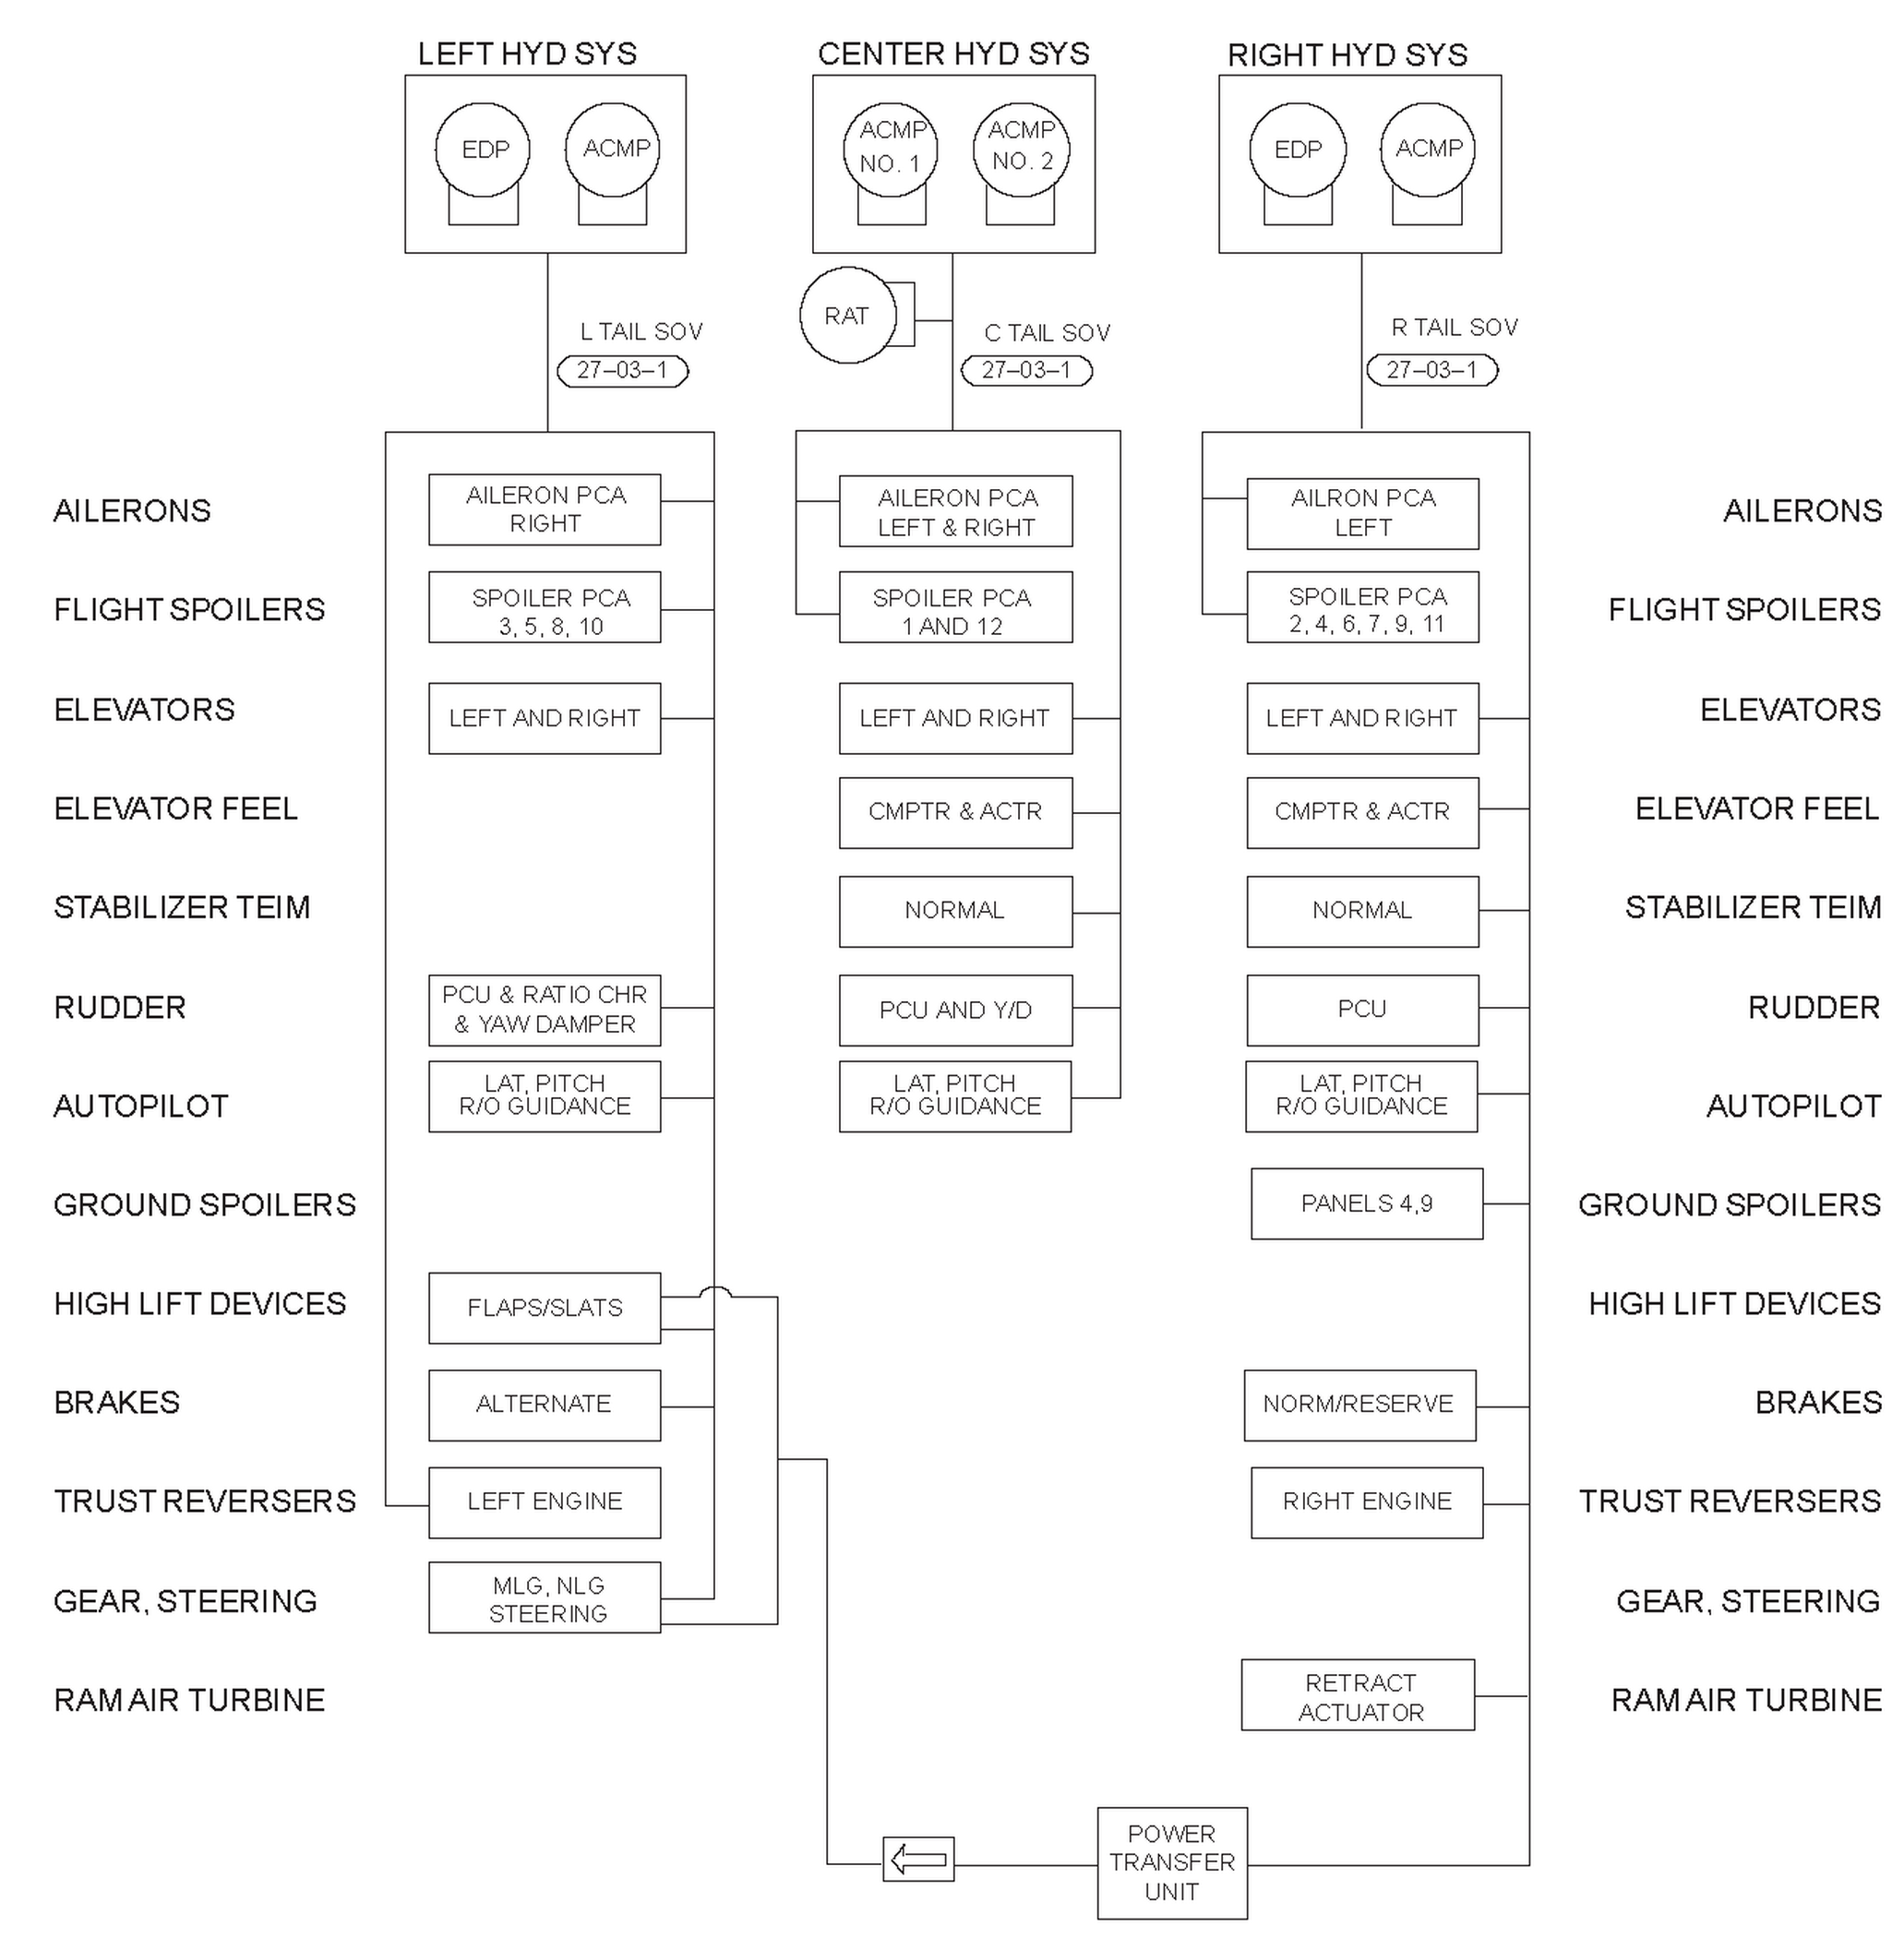 LEFT HYD SYS
CENTER HYD SYS
RIGHT HYD SYS
EDP
ACMP
ACMP
NO. 1
ACMP
NO. 2
EDP
ACMP
RAT
L TAIL SOV
27–03–1
C TAIL SOV
27–03–1
R TAIL SOV
27–03–1
AILERONS
AILERON PCA
RIGHT
AILERON PCA
LEFT & RIGHT
AILRON PCA
LEFT
AILERONS
FLIGHT SPOILERS
SPOILER PCA
3, 5, 8, 10
SPOILER PCA
1 AND 12
SPOILER PCA
2, 4, 6, 7, 9, 11
FLIGHT SPOILERS
ELEVATORS
LEFT AND RIGHT
LEFT AND RIGHT
LEFT AND RIGHT
ELEVATORS
ELEVATOR FEEL
CMPTR & ACTR
CMPTR & ACTR
ELEVATOR FEEL
STABILIZER TEIM
NORMAL
NORMAL
STABILIZER TEIM
RUDDER
PCU & RATIO CHR
& YAW DAMPER
PCU AND Y/D
PCU
RUDDER
AUTOPILOT
LAT, PITCH
R/O GUIDANCE
LAT, PITCH
R/O GUIDANCE
LAT, PITCH
R/O GUIDANCE
AUTOPILOT
GROUND SPOILERS
PANELS 4,9
GROUND SPOILERS
HIGH LIFT DEVICES
FLAPS/SLATS
HIGH LIFT DEVICES
BRAKES
ALTERNATE
NORM/RESERVE
BRAKES
TRUST REVERSERS
LEFT ENGINE
RIGHT ENGINE
TRUST REVERSERS
GEAR, STEERING
MLG, NLG
STEERING
GEAR, STEERING
RAM AIR TURBINE
RETRACT
ACTUATOR
RAM AIR TURBINE
POWER
TRANSFER
UNIT